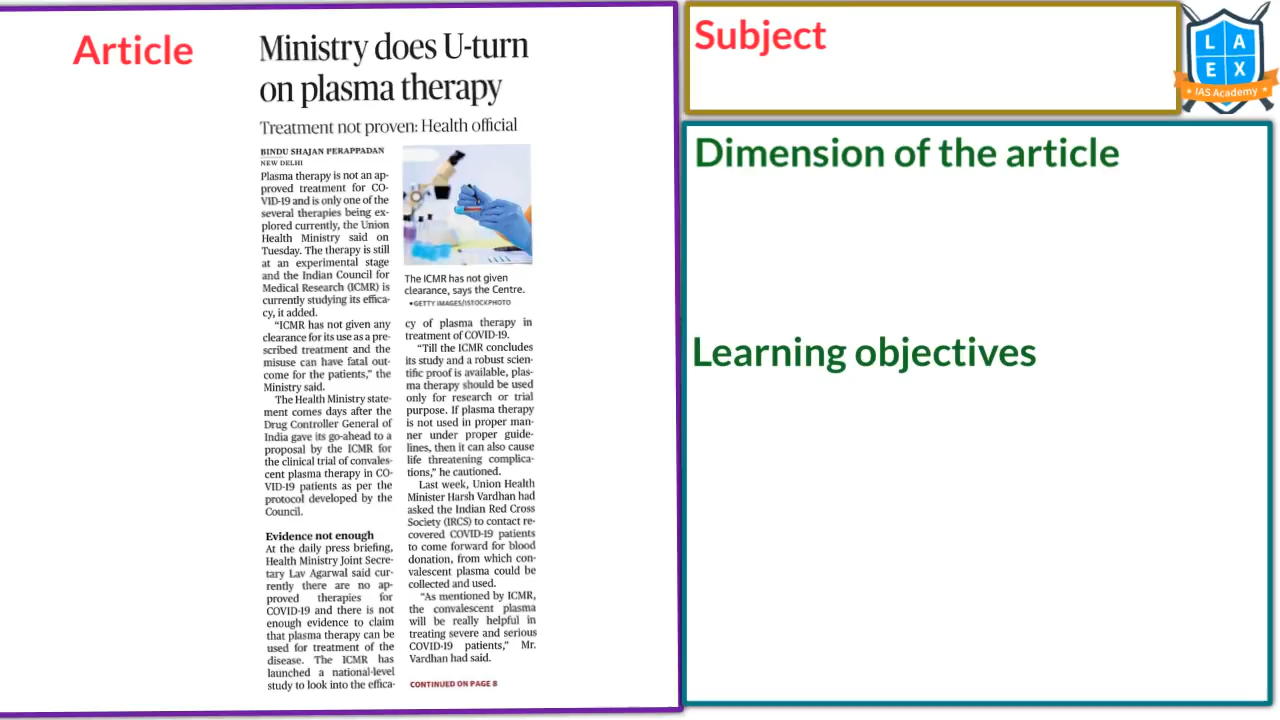 Article
Ministry does U-turn
on plasma therapy
Treatment not proven: Health official
BINDU SHAJAN PERAPPADAN
NEW DELHI
Plasma therapy is not an ap-
proved treatment for CO-
VID-19 and is only one of the
several therapies being ex-
plored currently, the Union
Health Ministry said on
Tuesday. The therapy is still
at an experimental stage
and the Indian Council for
Medical Research (ICMR) is
currently studying its effica-
cy, it added.
“ICMR has not given any
clearance for its use as a pre-
scribed treatment and the
misuse can have fatal out-
come for the patients,” the
Ministry said.
The Health Ministry state-
ment comes days after the
Drug Controller General of
India gave its go-ahead to a
proposal by the ICMR for
the clinical trial of convales-
cent plasma therapy in CO-
VID-19 patients as per the
protocol developed by the
Council.
Evidence not enough
At the daily press briefing,
Health Ministry Joint Secre-
tary Lav Agarwal said cur-
rently there are no ap-
proved therapies for
COVID-19 and there is not
enough evidence to claim
that plasma therapy can be
used for treatment of the
disease. The ICMR has
launched a national-level
study to look into the effica-
The ICMR has not given
clearance, says the Centre.
•GETTY IMAGES/ISTOCKPHOTO
cy of plasma therapy in
treatment of COVID-19.
“Till the ICMR concludes
its study and a robust scien-
tific proof is available, plas-
ma therapy should be used
only for research or trial
purpose. If plasma therapy
is not used in proper man-
ner under proper guide-
lines, then it can also cause
life threatening complica-
tions,” he cautioned.
Last week, Union Health
Minister Harsh Vardhan had
asked the Indian Red Cross
Society (IRCS) to contact re-
covered COVID-19 patients
to come forward for blood
donation, from which con-
valescent plasma could be
collected and used.
“As mentioned by ICMR,
the convalescent plasma
will be really helpful in
treating severe and serious
COVID-19 patients,” Mr.
Vardhan had said.
CONTINUED ON PAGE 8
Subject
L A
E X
IAS Academy
Dimension of the article
Learning objectives